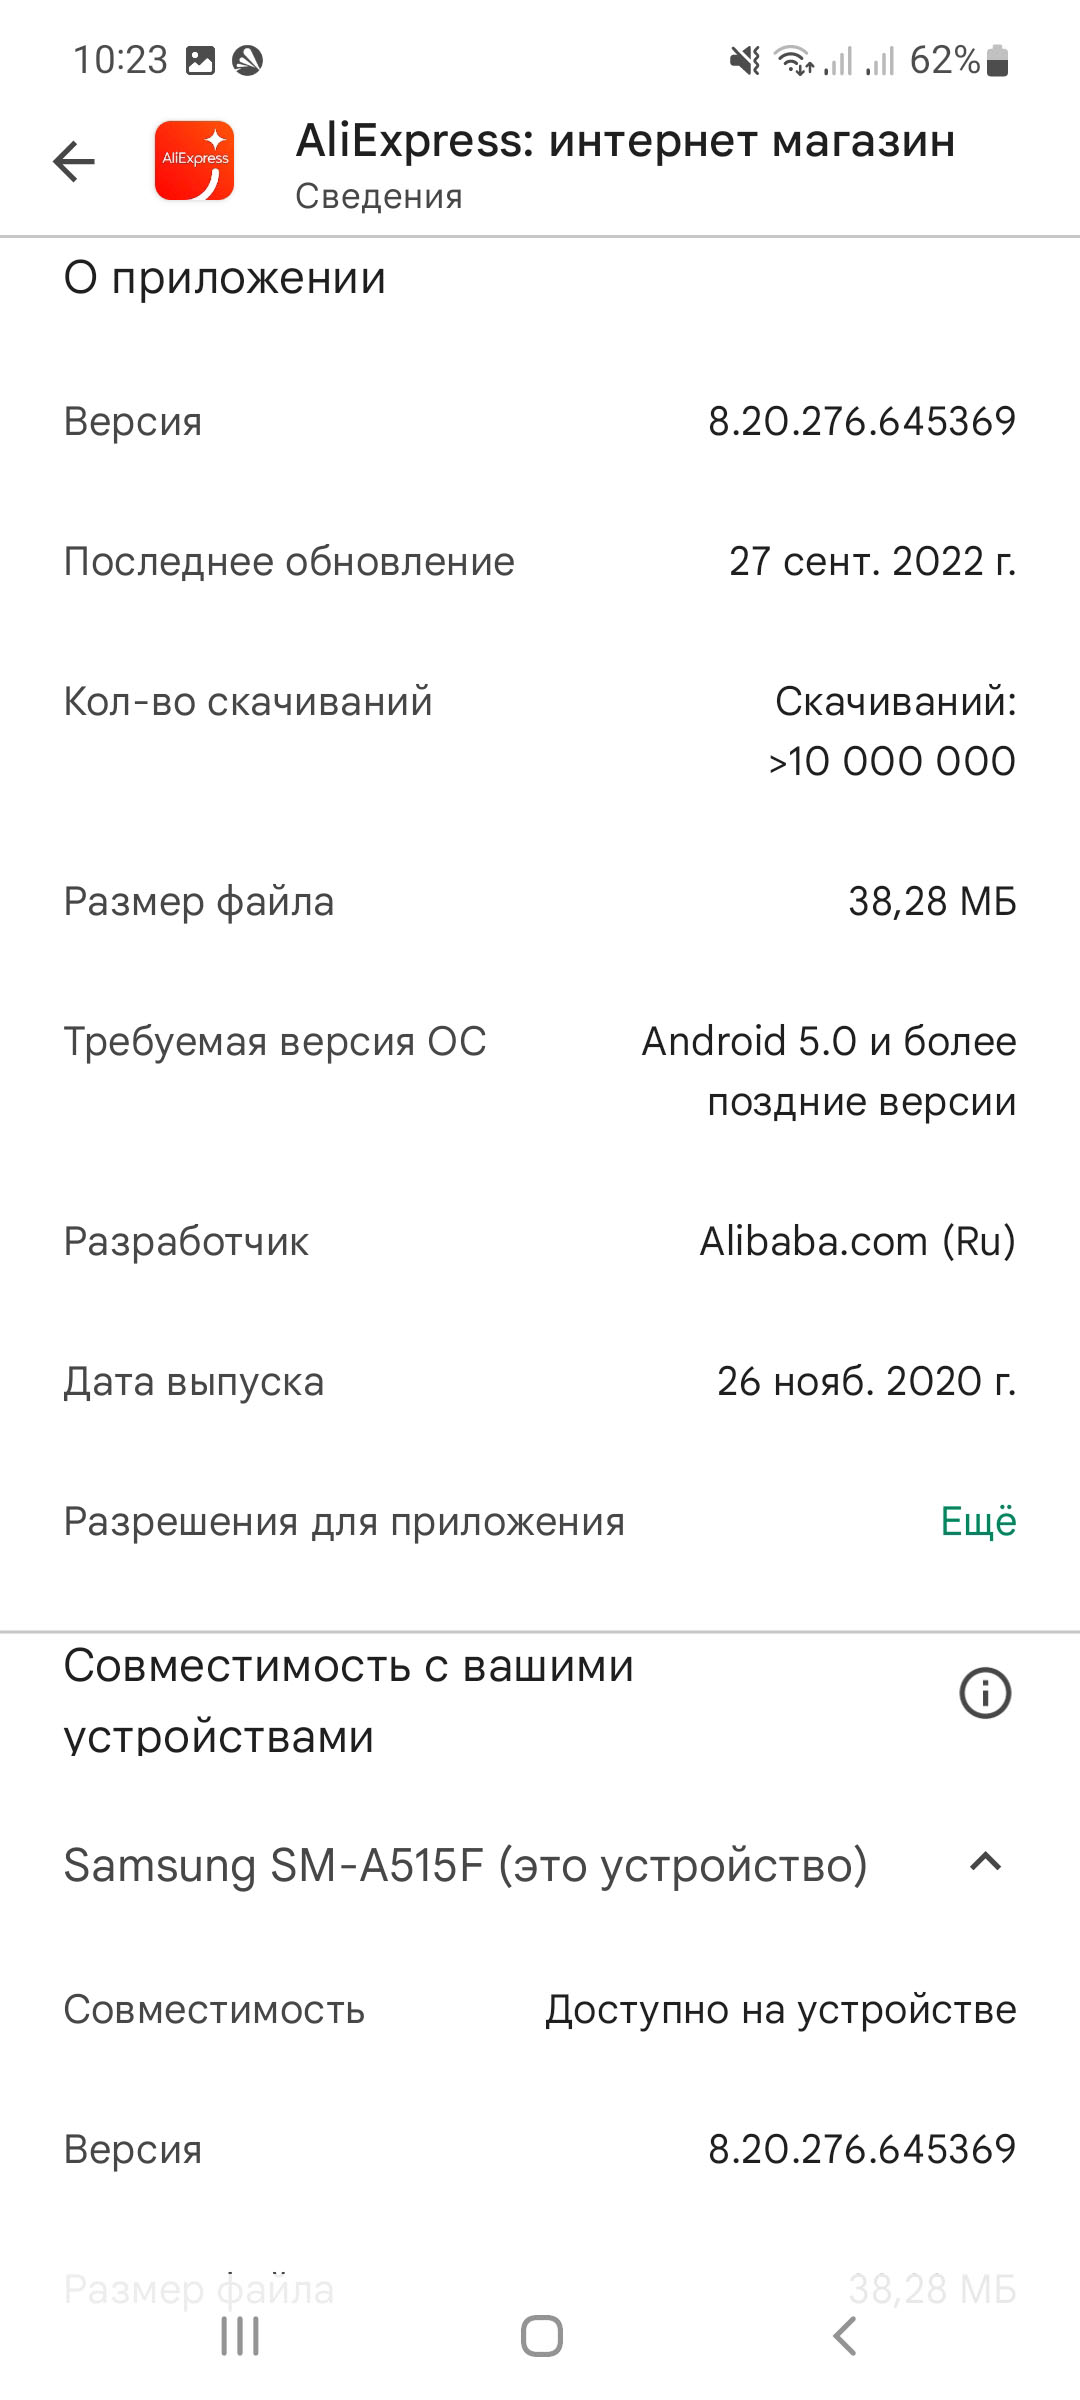 10:23
62%
AliExpress
AliExpress: интернет магазин
Сведения
О приложении
Версия 8.20.276.645369
Последнее обновление 27 сент. 2022 г.
Кол-во скачиваний Скачиваний:
>10 000 000
Размер файла 38,28 МБ
Требуемая версия ОС Android 5.0 и более
поздние версии
Разработчик Alibaba.com (Ru)
Дата выпуска 26 нояб. 2020 г.
Разрешения для приложения Ещё
Совместимость с вашими
устройствами
Samsung SM-A515F (это устройство)
Совместимость Доступно на устройстве
Версия 8.20.276.645369
Размер файла 38,28 МБ